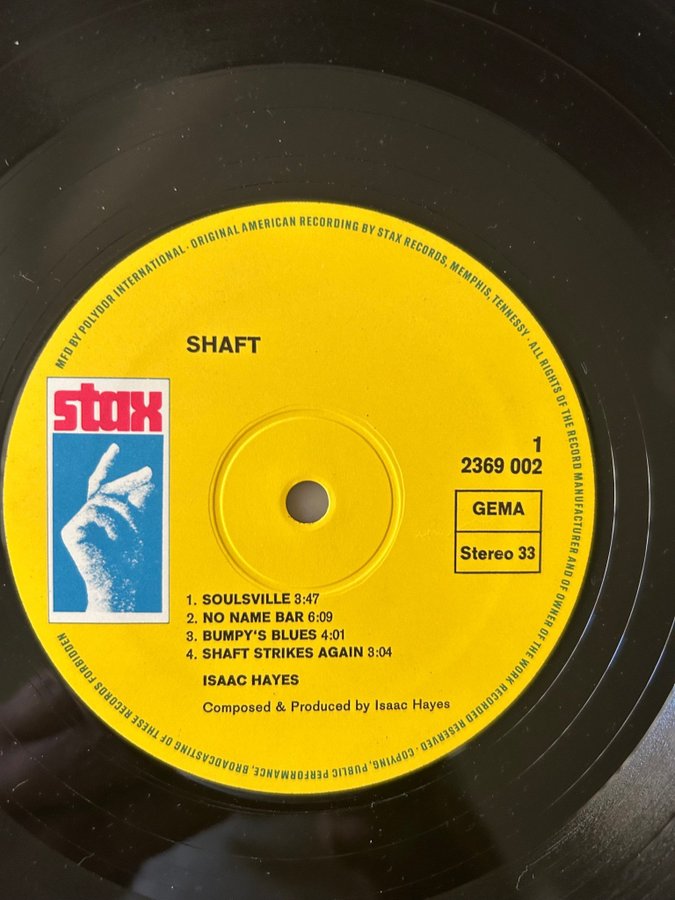 MFD BY POLYDOR INTERNATIONAL · ORIGINAL AMERICAN RECORDING BY STAX RECORDS, MEMPHIS, TENNESSY · ALL RIGHTS OF THE RECORD MANUFACTURER AND OF OWNER OF THE WORK RECORDED RESERVED · COPYING, PUBLIC PERFORMANCE, BROADCASTING OF THESE RECORDS FORBIDDEN
SHAFT
stax
1
2369 002
GEMA
Stereo 33
1. SOULSVILLE 3:47
2. NO NAME BAR 6:09
3. BUMPY'S BLUES 4:01
4. SHAFT STRIKES AGAIN 3:04
ISAAC HAYES
Composed & Produced by Isaac Hayes